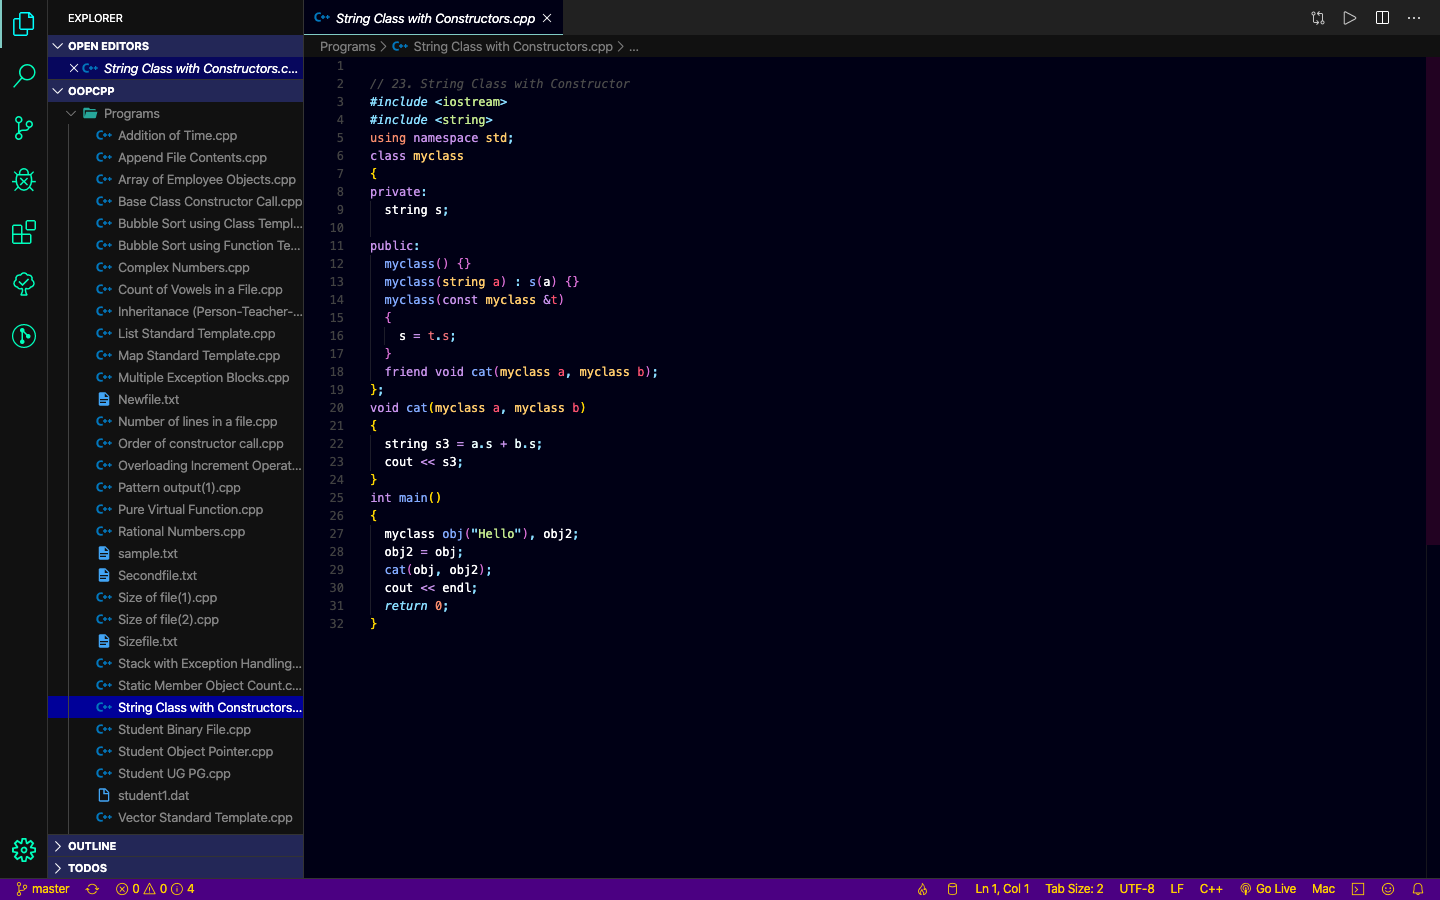 EXPLORER
OPEN EDITORS
String Class with Constructors.c...
OOPCPP
Programs
Addition of Time.cpp
Append File Contents.cpp
Array of Employee Objects.cpp
Base Class Constructor Call.cpp
Bubble Sort using Class Templ...
Bubble Sort using Function Te...
Complex Numbers.cpp
Count of Vowels in a File.cpp
Inheritanace (Person-Teacher-...
List Standard Template.cpp
Map Standard Template.cpp
Multiple Exception Blocks.cpp
Newfile.txt
Number of lines in a file.cpp
Order of constructor call.cpp
Overloading Increment Operat...
Pattern output(1).cpp
Pure Virtual Function.cpp
Rational Numbers.cpp
sample.txt
Secondfile.txt
Size of file(1).cpp
Size of file(2).cpp
Sizefile.txt
Stack with Exception Handling...
Static Member Object Count.c...
String Class with Constructors...
Student Binary File.cpp
Student Object Pointer.cpp
Student UG PG.cpp
student1.dat
Vector Standard Template.cpp
OUTLINE
TODOS
String Class with Constructors.cpp
Programs > String Class with Constructors.cpp > ...
1
2 // 23. String Class with Constructor
3 #include <iostream>
4 #include <string>
5 using namespace std;
6 class myclass
7 {
8 private:
9 string s;
10
11 public:
12 myclass() {}
13 myclass(string a) : s(a) {}
14 myclass(const myclass &t)
15 {
16 s = t.s;
17 }
18 friend void cat(myclass a, myclass b);
19 };
20 void cat(myclass a, myclass b)
21 {
22 string s3 = a.s + b.s;
23 cout << s3;
24 }
25 int main()
26 {
27 myclass obj("Hello"), obj2;
28 obj2 = obj;
29 cat(obj, obj2);
30 cout << endl;
31 return 0;
32 }
master 0 0 4 Ln 1, Col 1 Tab Size: 2 UTF-8 LF C++ Go Live Mac